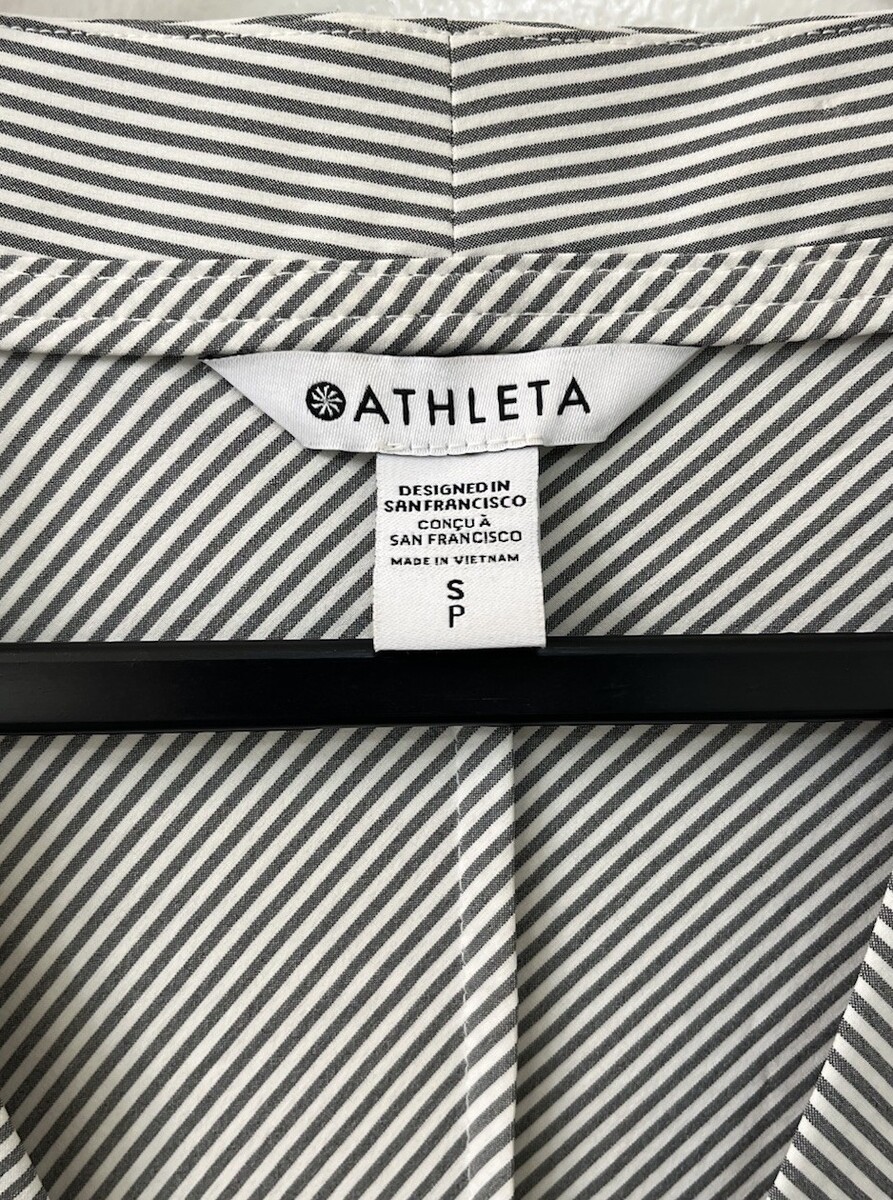 ATHLETA
DESIGNED IN
SAN FRANCISCO
CONÇU À
SAN FRANCISCO
MADE IN VIETNAM
S
P